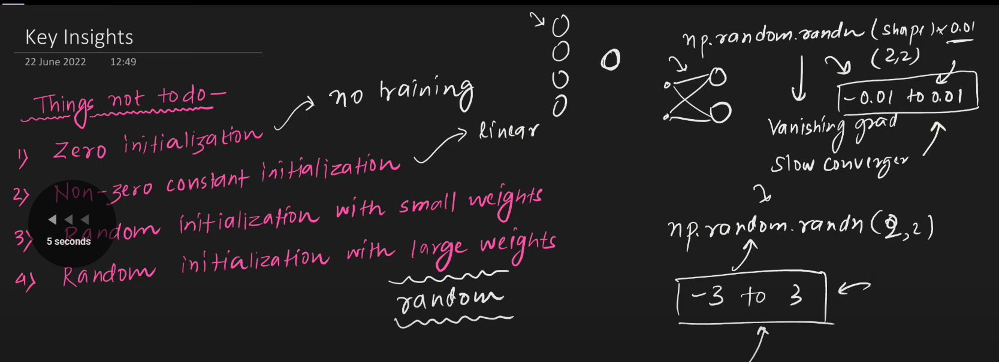 Key Insights
22 June 2022 12:49
Things not to do -
1) Zero initialization → no training
2) Non-zero constant initialization → linear
3) Random initialization with small weights
4) Random initialization with large weights
random
5 seconds
np.random.randn (shape) * 0.01
(2,2)
-0.01 to 0.01
Vanishing grad
Slow converger
np.random.randn (2,2)
-3 to 3